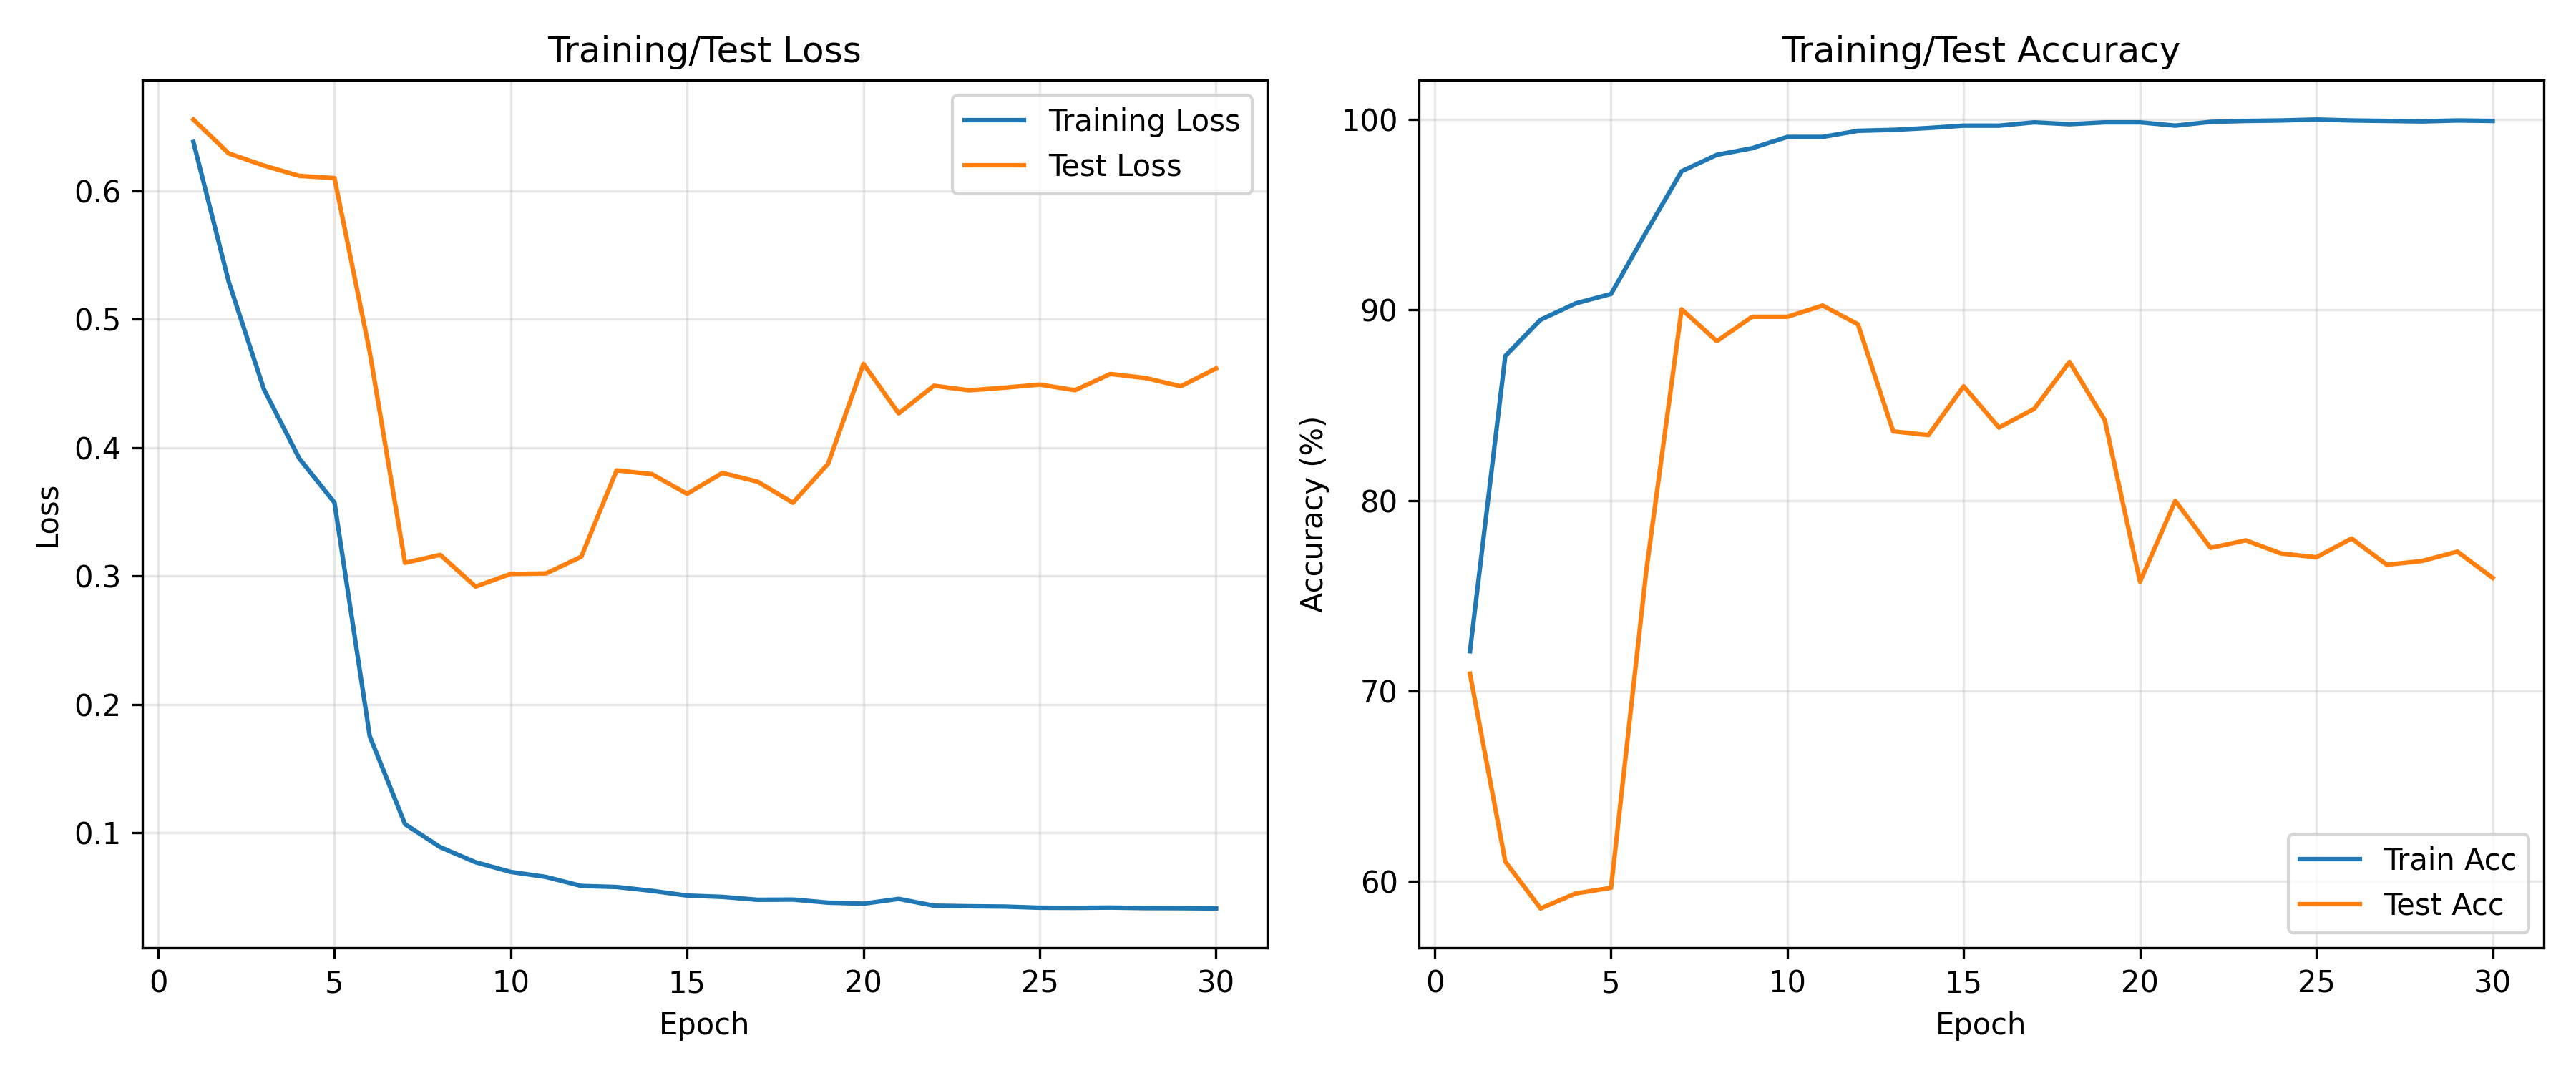 Training/Test Loss
Training Loss
Test Loss
0.6
0.5
0.4
0.3
0.2
0.1
Loss
0 5 10 15 20 25 30
Epoch
Training/Test Accuracy
100
90
80
70
60
Accuracy (%)
Train Acc
Test Acc
0 5 10 15 20 25 30
Epoch